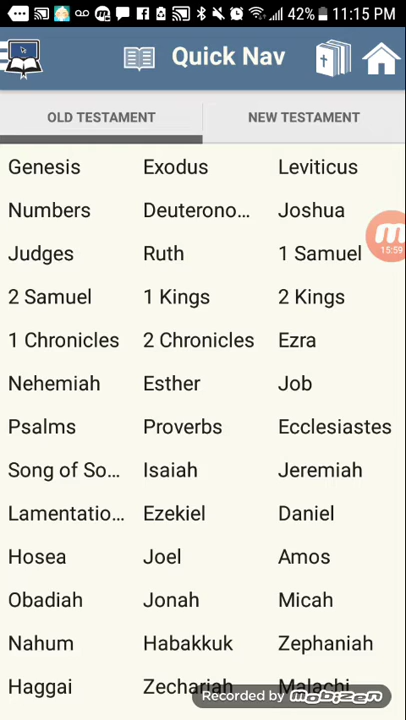 42% 11:15 PM
Quick Nav
OLD TESTAMENT NEW TESTAMENT
Genesis Exodus Leviticus
Numbers Deuterono... Joshua
Judges Ruth 1 Samuel
15:59
2 Samuel 1 Kings 2 Kings
1 Chronicles 2 Chronicles Ezra
Nehemiah Esther Job
Psalms Proverbs Ecclesiastes
Song of So... Isaiah Jeremiah
Lamentatio... Ezekiel Daniel
Hosea Joel Amos
Obadiah Jonah Micah
Nahum Habakkuk Zephaniah
Haggai Zechariah Malachi
Recorded by mobizen